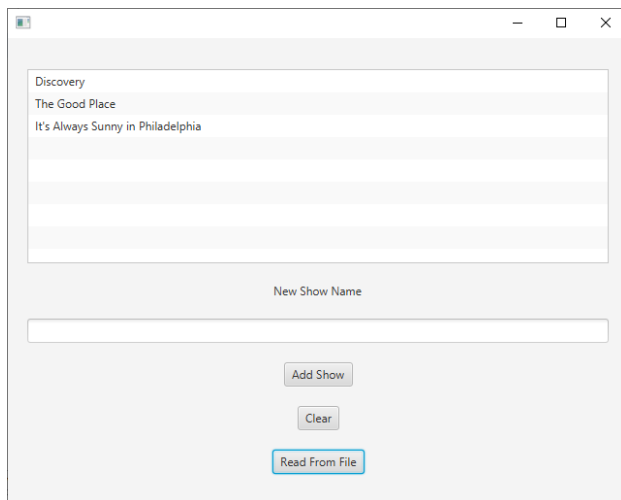 Discovery
The Good Place
It's Always Sunny in Philadelphia
New Show Name
Add Show
Clear
Read From File